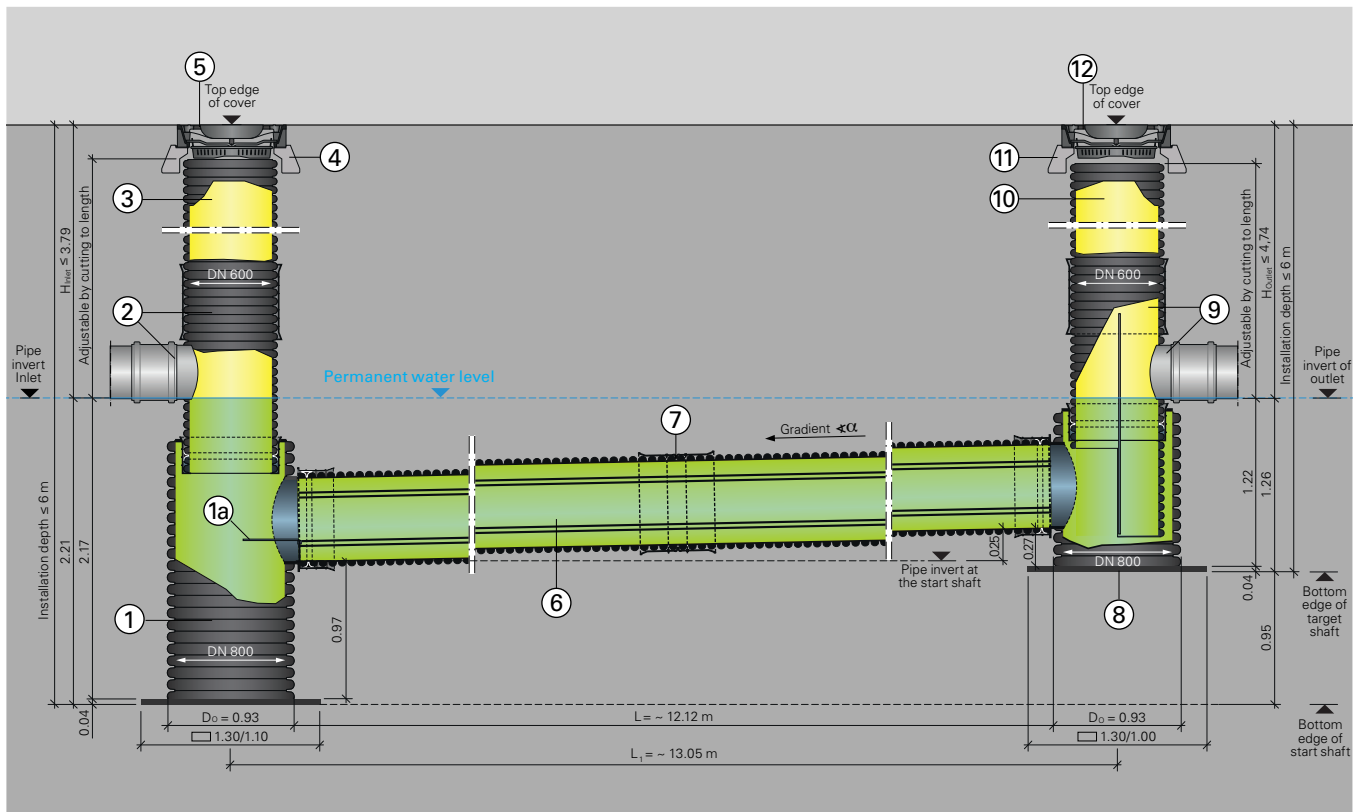 5
Top edge
of cover
12
Top edge
of cover
4
11
3
10
H Inlet ≤ 3.79
Adjustable by cutting to length
Adjustable by cutting to length
H Outlet ≤ 4,74
Installation depth ≤ 6 m
DN 600
DN 600
2
9
Pipe
invert
Inlet
Permanent water level
Pipe
invert of
outlet
7
Gradient ∢α
1a
Installation depth ≤ 6 m
2.21
2.17
1.22
1.26
0.25
0.27
Pipe invert at
the start shaft
6
DN 800
8
0.04
Bottom
edge of
target
shaft
1
0.97
0.95
DN 800
0.04
Do = 0.93
L= ~ 12.12 m
Do = 0.93
1.30/1.10
1.30/1.00
Bottom
edge of
start shaft
L1 = ~ 13.05 m